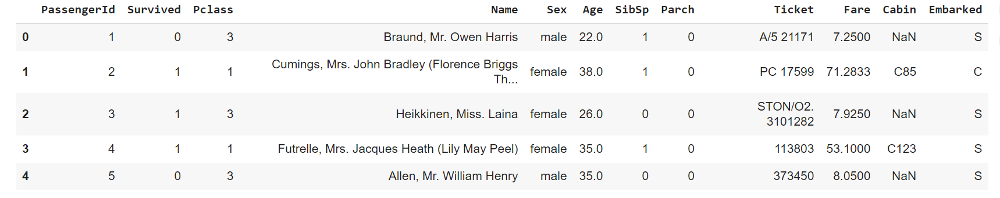 PassengerId Survived Pclass Name Sex Age SibSp Parch Ticket Fare Cabin Embarked
0 1 0 3 Braund, Mr. Owen Harris male 22.0 1 0 A/5 21171 7.2500 NaN S
1 2 1 1 Cumings, Mrs. John Bradley (Florence Briggs Th... female 38.0 1 0 PC 17599 71.2833 C85 C
2 3 1 3 Heikkinen, Miss. Laina female 26.0 0 0 STON/O2. 3101282 7.9250 NaN S
3 4 1 1 Futrelle, Mrs. Jacques Heath (Lily May Peel) female 35.0 1 0 113803 53.1000 C123 S
4 5 0 3 Allen, Mr. William Henry male 35.0 0 0 373450 8.0500 NaN S